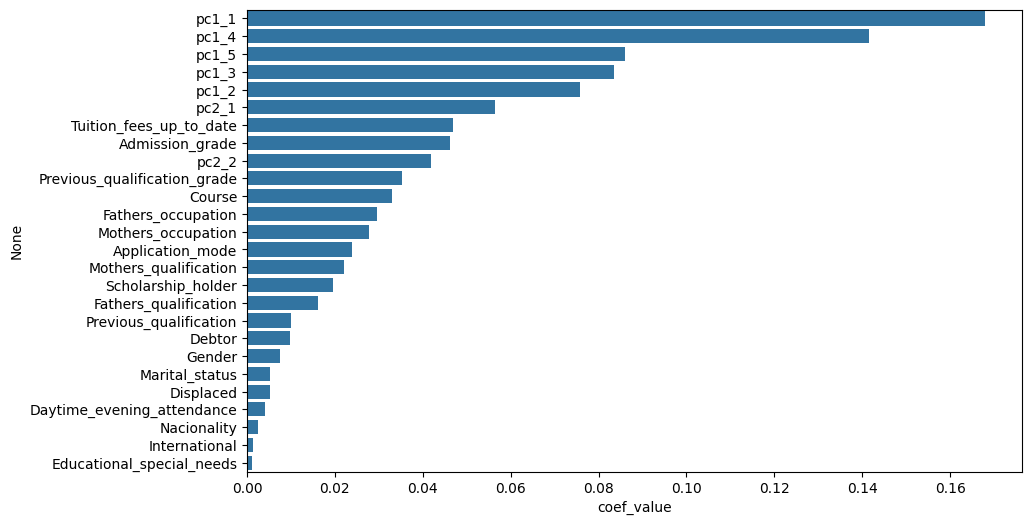 pc1_1
pc1_4
pc1_5
pc1_3
pc1_2
pc2_1
Tuition_fees_up_to_date
Admission_grade
pc2_2
Previous_qualification_grade
Course
Fathers_occupation
Mothers_occupation
Application_mode
Mothers_qualification
Scholarship_holder
Fathers_qualification
Previous_qualification
Debtor
Gender
Marital_status
Displaced
Daytime_evening_attendance
Nacionality
International
Educational_special_needs
None
0.00 0.02 0.04 0.06 0.08 0.10 0.12 0.14 0.16
coef_value